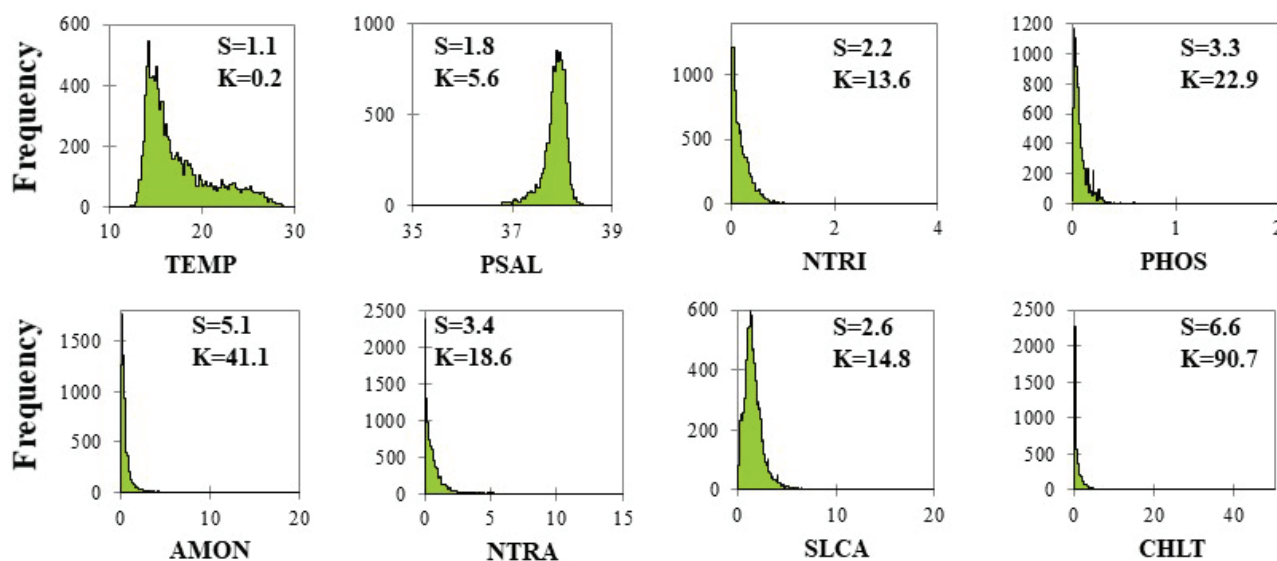 Frequency
600
400
200
0
S=1.1
K=0.2
10 20 30
TEMP
1000
500
0
S=1.8
K=5.6
35 37 39
PSAL
1000
500
0
S=2.2
K=13.6
0 2 4
NTRI
1200
1000
800
600
400
200
0
S=3.3
K=22.9
0 1 2
PHOS
Frequency
1500
1000
500
0
S=5.1
K=41.1
0 10 20
AMON
2500
2000
1500
1000
500
0
S=3.4
K=18.6
0 5 10 15
NTRA
600
400
200
0
S=2.6
K=14.8
0 10 20
SLCA
2500
2000
1500
1000
500
0
S=6.6
K=90.7
0 20 40
CHLT